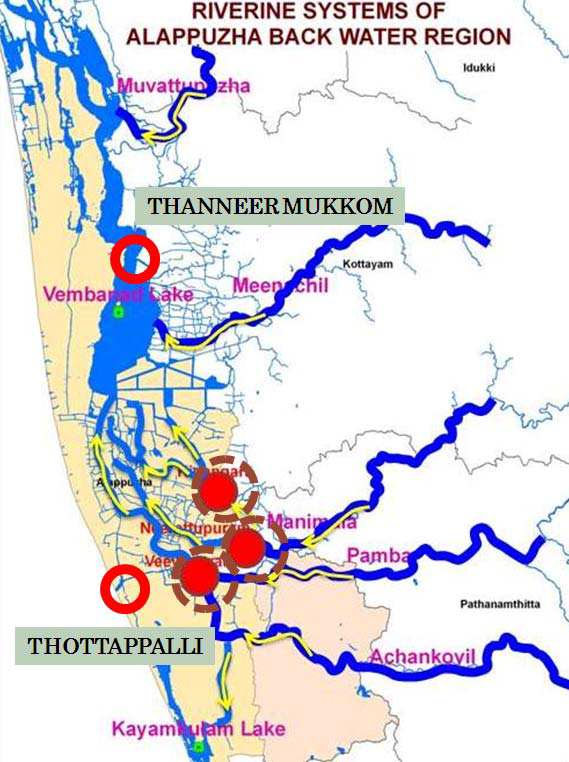 RIVERINE SYSTEMS OF
ALAPPUZHA BACK WATER REGION
Idukki
Muvattupuzha
THANNEER MUKKOM
Kottayam
Meenachil
Vembanad Lake
Alappuzha
Manimala
Pamba
Pathanamthitta
THOTTAPPALLI
Achankovil
Kayamkulam Lake